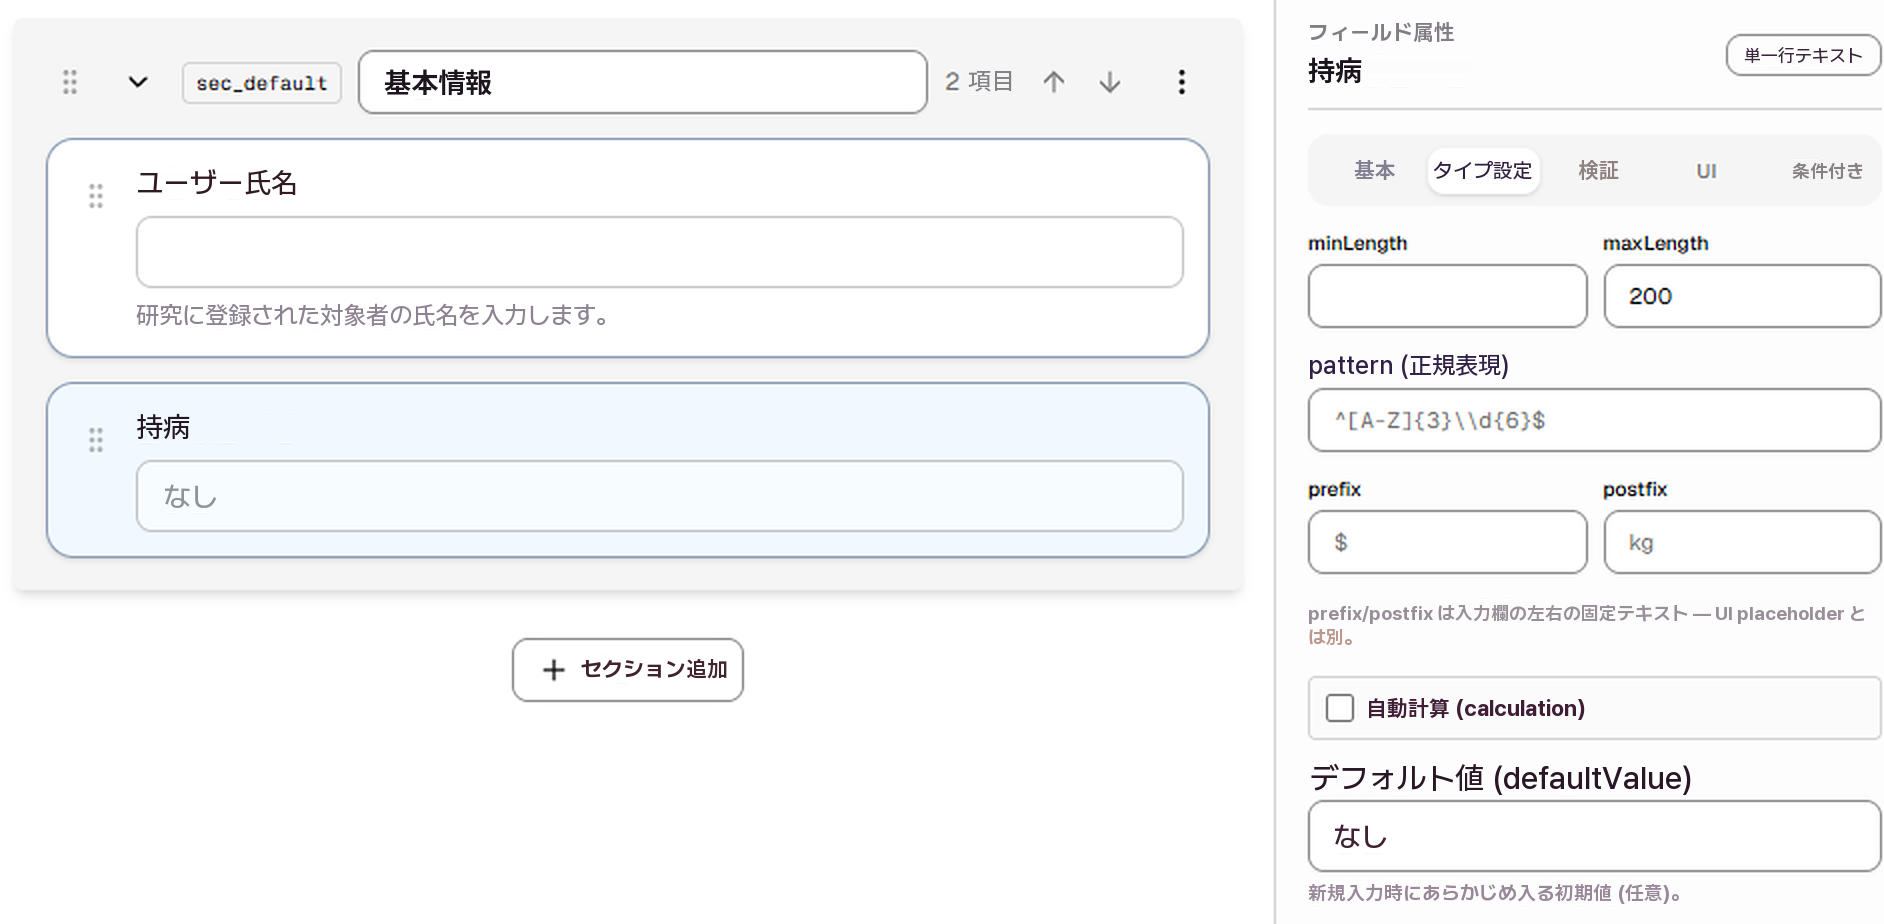 sec_default
基本情報
2 項目
ユーザー氏名
研究に登録された対象者の氏名を入力します。
持病
なし
セクション追加
フィールド属性
持病
単一行テキスト
基本
タイプ設定
検証
UI
条件付き
minLength
maxLength
200
pattern (正規表現)
^[A-Z]{3}\\d{6}$
prefix
postfix
$
kg
prefix/postfix は入力欄の左右の固定テキスト — UI placeholder と
は別。
自動計算 (calculation)
デフォルト値 (defaultValue)
なし
新規入力時にあらかじめ入る初期値 (任意)。